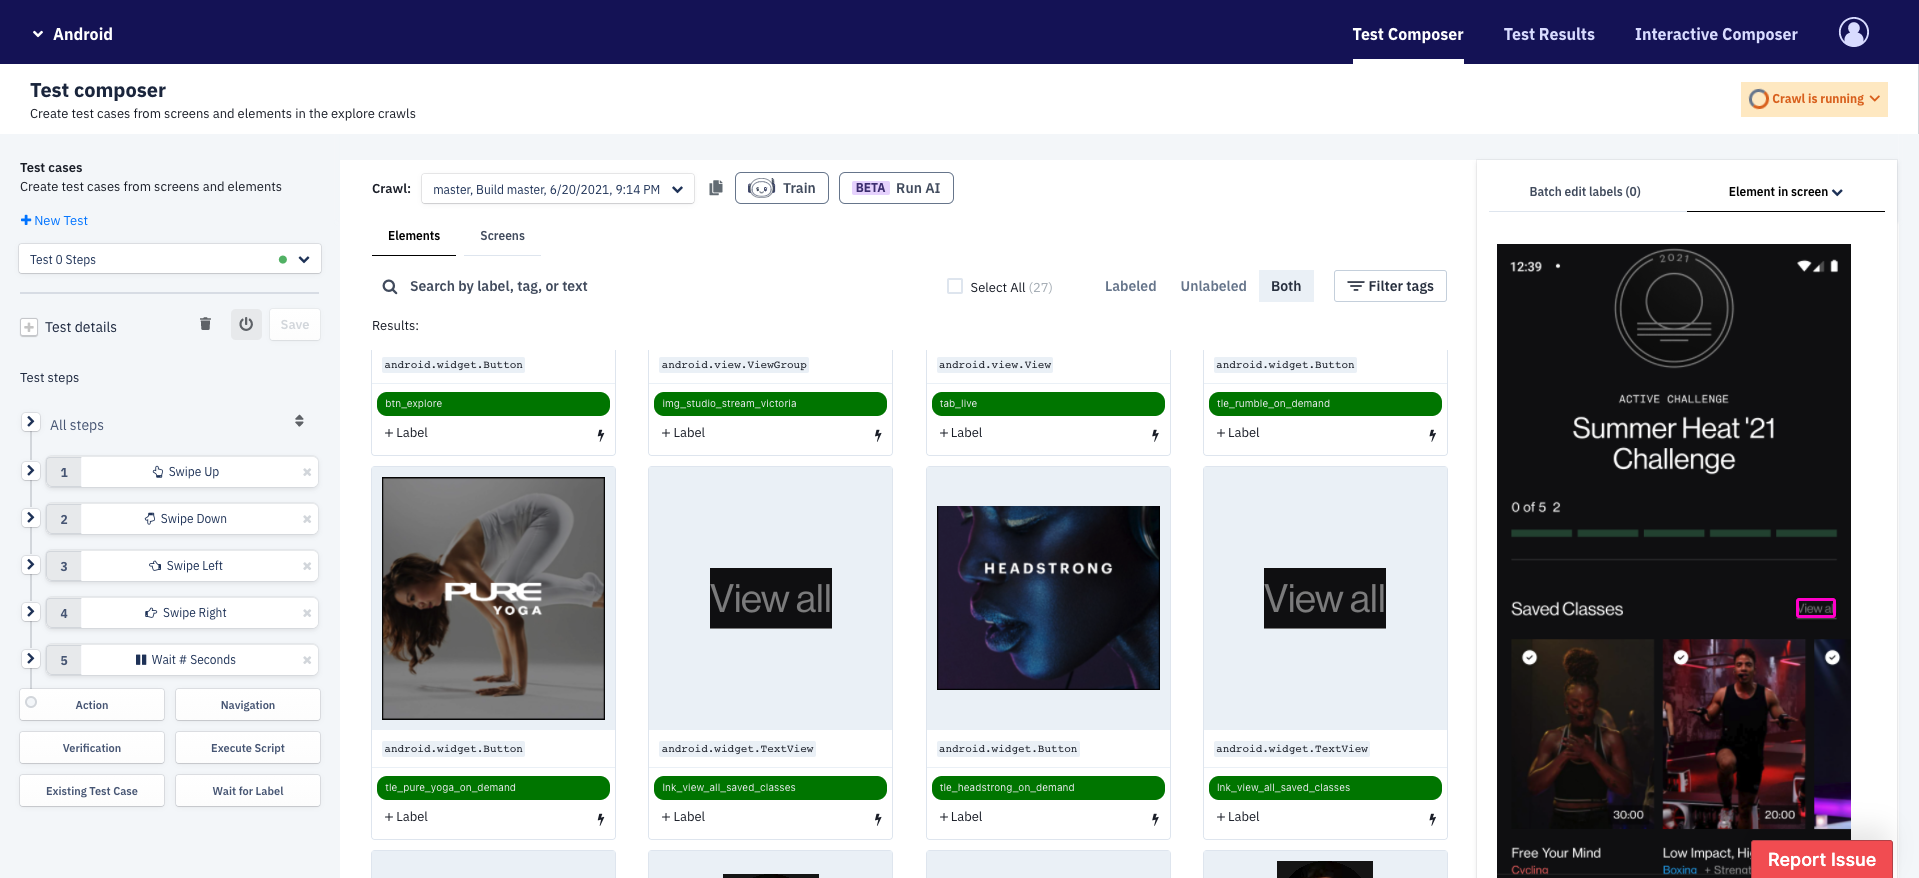 Android
Test Composer
Test Results
Interactive Composer
Test composer
Create test cases from screens and elements in the explore crawls
Crawl is running
Test cases
Create test cases from screens and elements
New Test
Test 0 Steps
Test details
Save
Test steps
All steps
1 Swipe Up
2 Swipe Down
3 Swipe Left
4 Swipe Right
5 Wait # Seconds
Action
Navigation
Verification
Execute Script
Existing Test Case
Wait for Label
Crawl:
master, Build master, 6/20/2021, 9:14 PM
Train
BETA Run AI
Elements
Screens
Search by label, tag, or text
Select All (27)
Labeled
Unlabeled
Both
Filter tags
Results:
android.widget.Button
android.view.ViewGroup
android.view.View
android.widget.Button
btn_explore
img_studio_stream_victoria
tab_live
tle_rumble_on_demand
+ Label
+ Label
+ Label
+ Label
PURE
YOGA
View all
HEADSTRONG
View all
android.widget.Button
android.widget.TextView
android.widget.Button
android.widget.TextView
tle_pure_yoga_on_demand
lnk_view_all_saved_classes
tle_headstrong_on_demand
lnk_view_all_saved_classes
+ Label
+ Label
+ Label
+ Label
Batch edit labels (0)
Element in screen
12:39
2021
ACTIVE CHALLENGE
Summer Heat '21
Challenge
0 of 5 2
Saved Classes
View all
30:00
20:00
Free Your Mind
Cycling
Low Impact, Hi
Boxing + Strengt
Report Issue